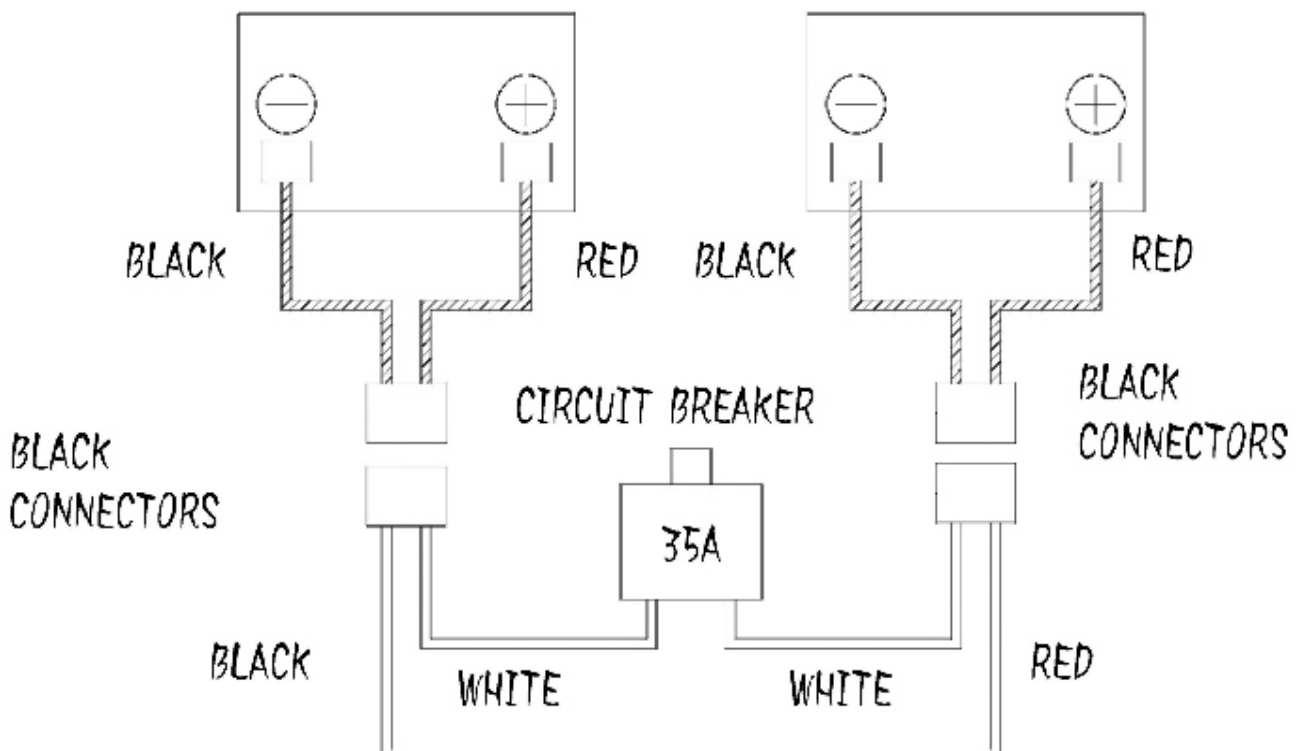 BLACK
RED
BLACK
RED
CIRCUIT BREAKER
BLACK
CONNECTORS
BLACK
CONNECTORS
35A
BLACK
WHITE
WHITE
RED